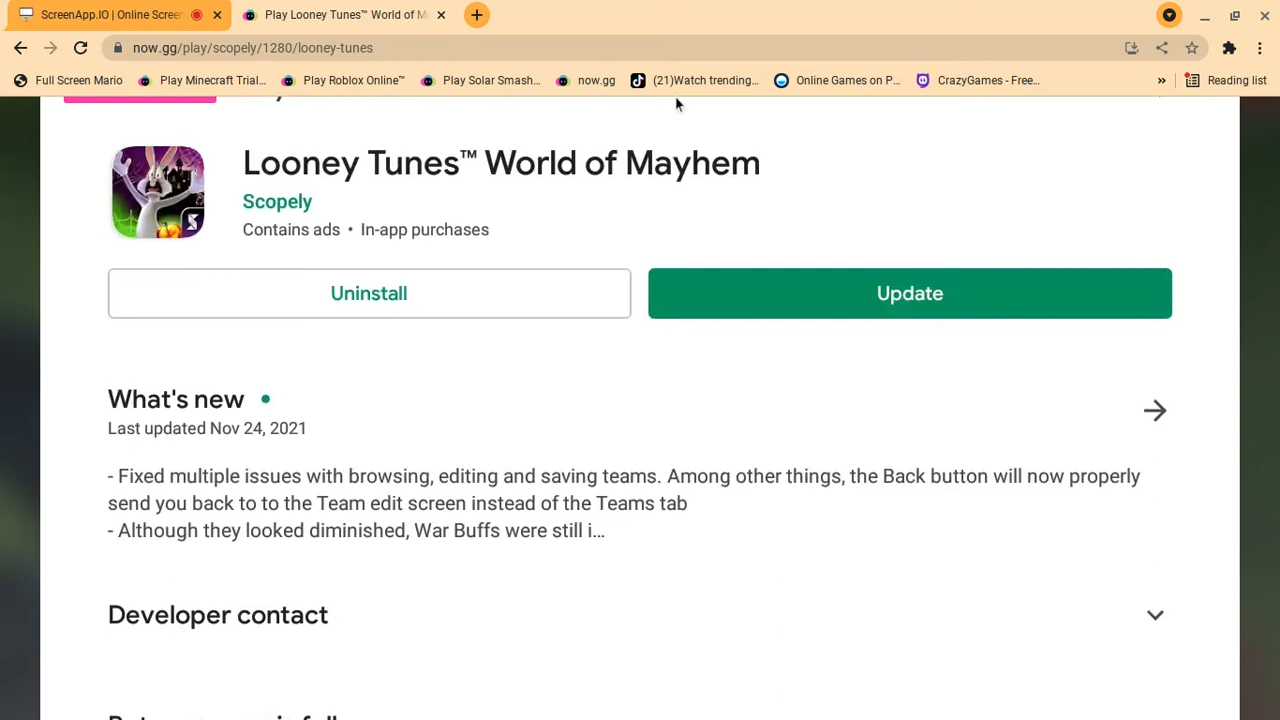 ScreenApp.IO | Online Screen
Play Looney Tunes™ World of M
now.gg/play/scopely/1280/looney-tunes
Full Screen Mario
Play Minecraft Trial...
Play Roblox Online™
Play Solar Smash...
now.gg
(21)Watch trending...
Online Games on P...
CrazyGames - Free...
»
Reading list
Looney Tunes™ World of Mayhem
Scopely
Contains ads • In-app purchases
Uninstall
Update
What's new
Last updated Nov 24, 2021
- Fixed multiple issues with browsing, editing and saving teams. Among other things, the Back button will now properly
send you back to to the Team edit screen instead of the Teams tab
- Although they looked diminished, War Buffs were still i...
Developer contact